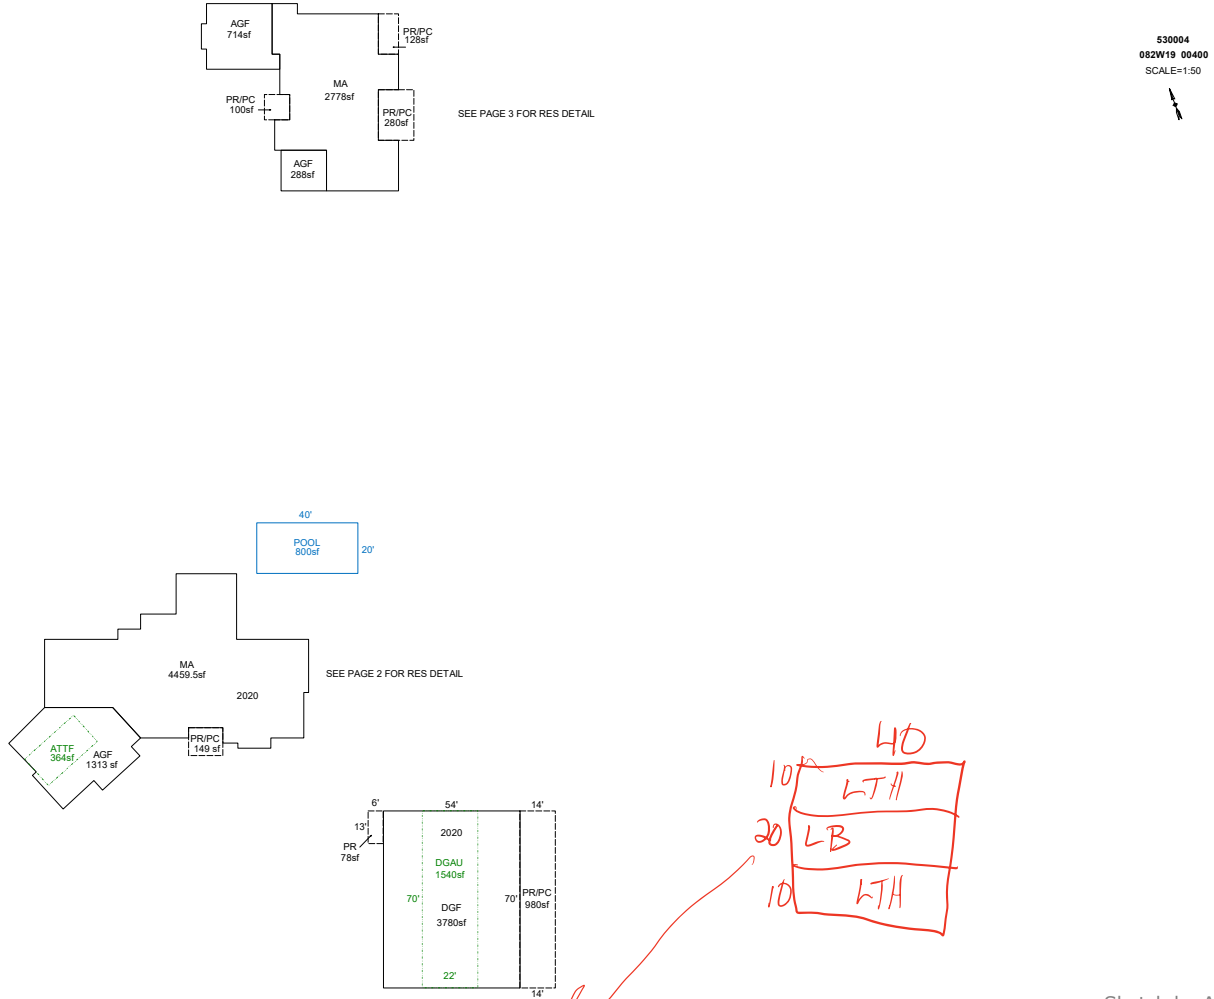 AGF
714sf
PR/PC
128sf
530004
082W19 00400
SCALE=1:50
MA
2778sf
PR/PC
100sf
PR/PC
280sf
SEE PAGE 3 FOR RES DETAIL
AGF
288sf
40'
POOL
800sf
20'
MA
4459.5sf
SEE PAGE 2 FOR RES DETAIL
2020
PR/PC
149 sf
ATTF
364sf
AGF
1313 sf
40
10
LTH
20
LB
10
LTH
6'
54'
14'
13'
2020
PR
78sf
DGAU
1540sf
70'
70'
PR/PC
980sf
DGF
3780sf
22'
14'